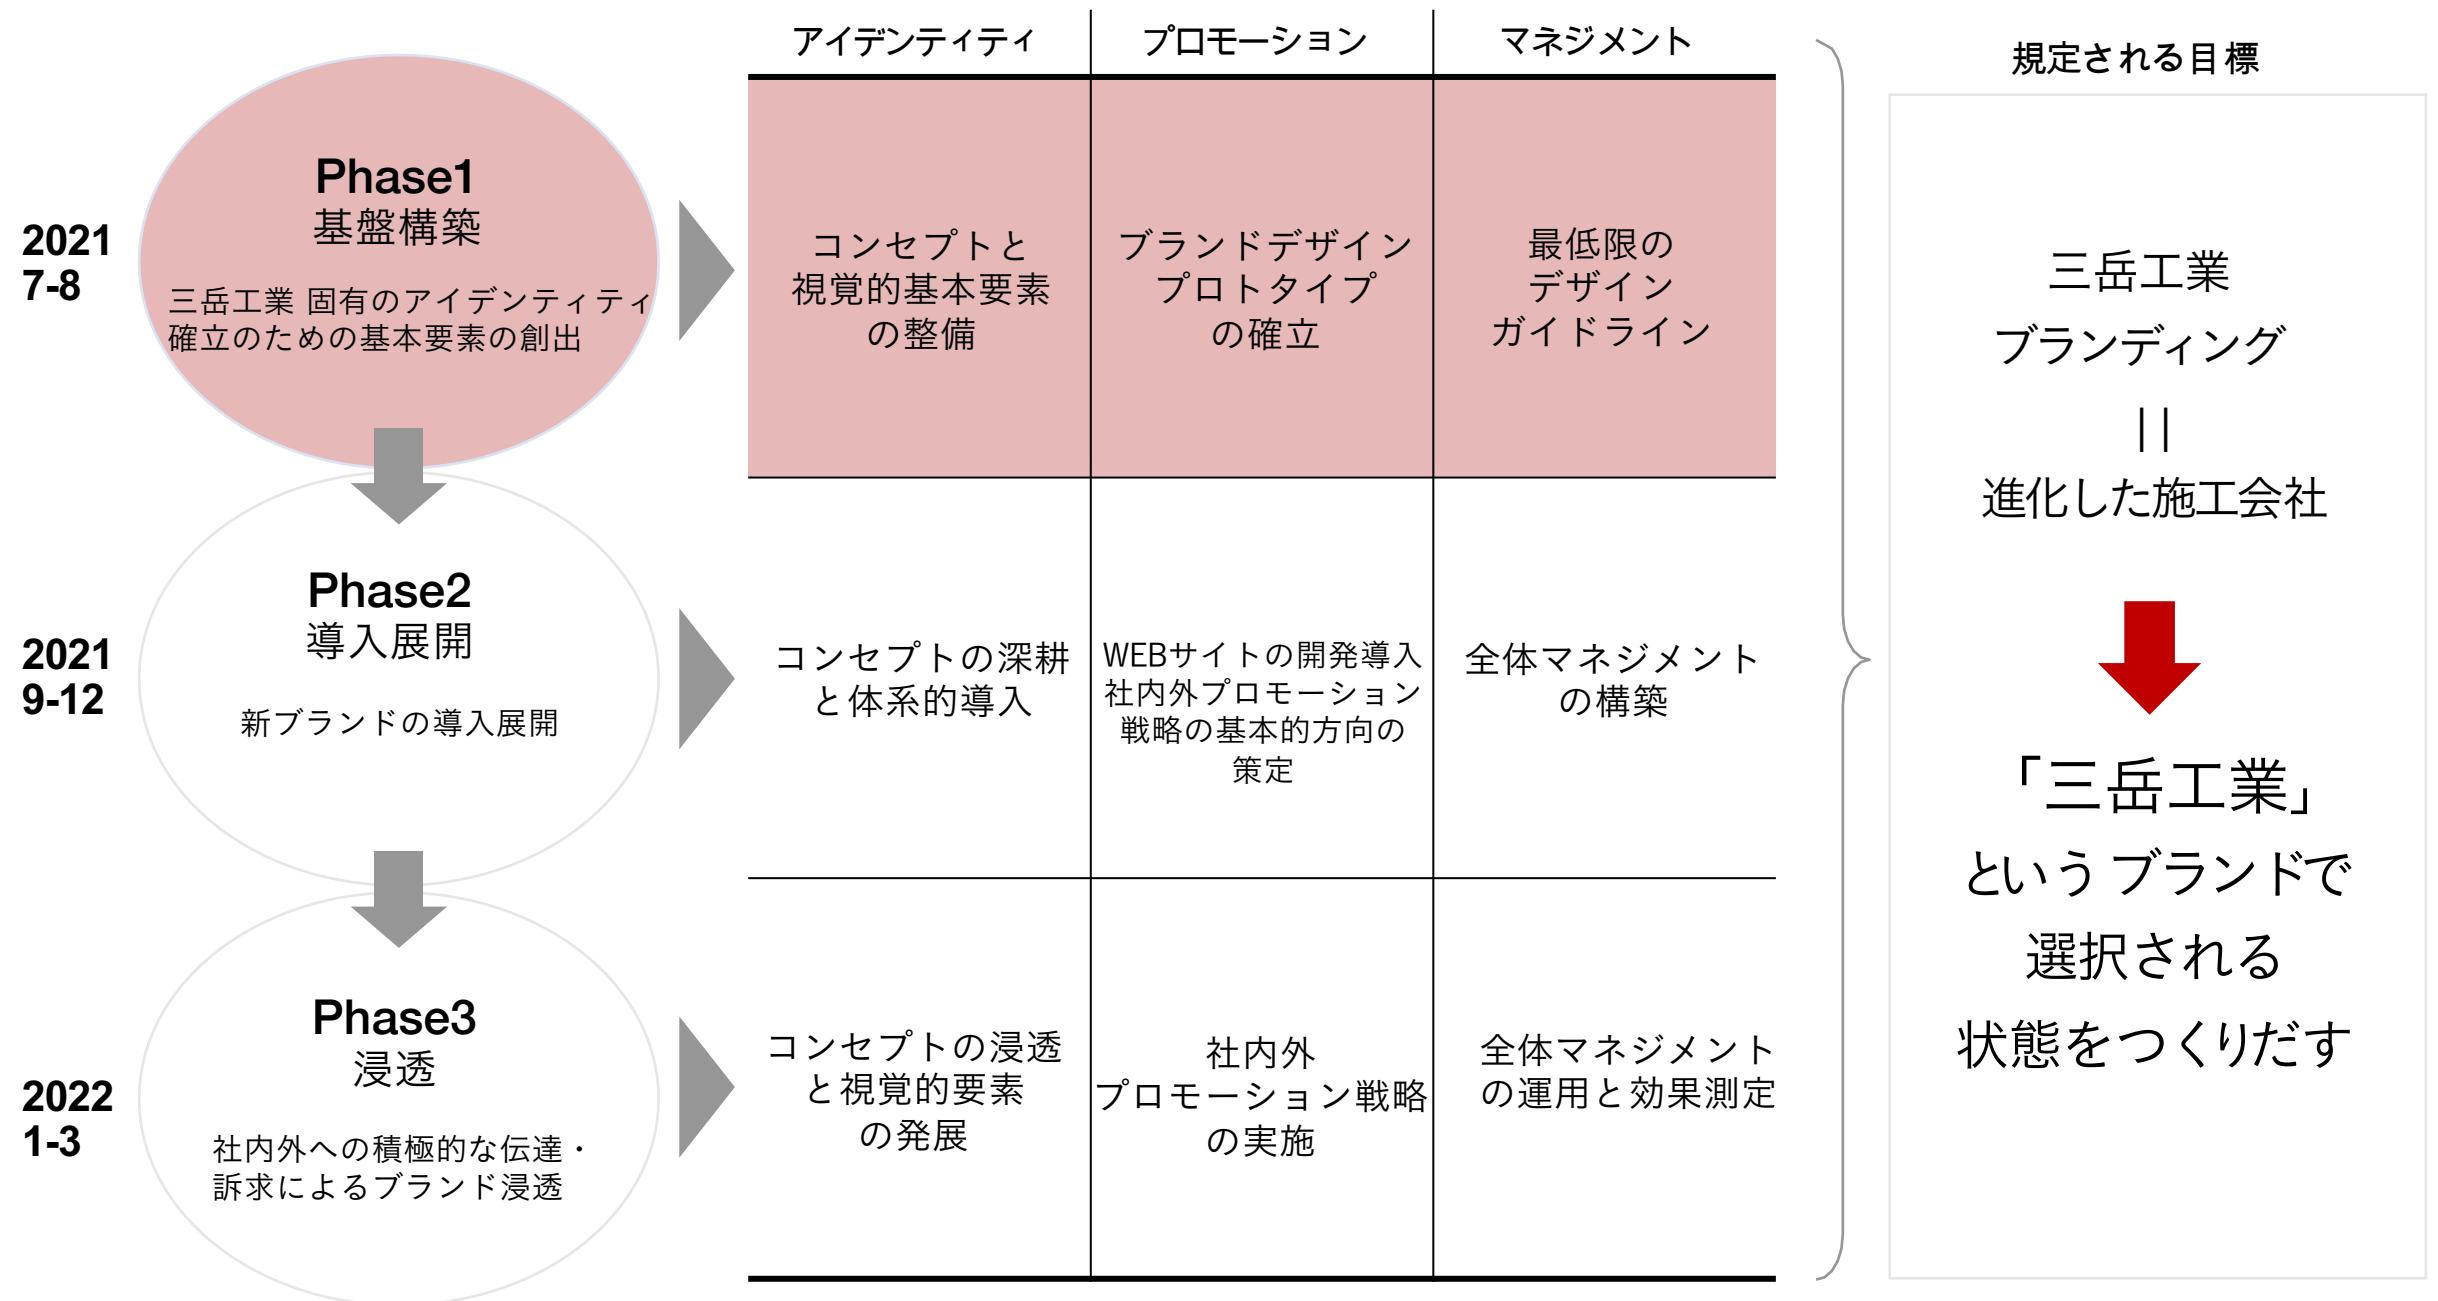 アイデンティティ
プロモーション
マネジメント
規定される目標
2021
7-8
Phase1
基盤構築
三岳工業 固有のアイデンティティ
確立のための基本要素の創出
コンセプトと
視覚的基本要素
の整備
ブランドデザイン
プロトタイプ
の確立
最低限の
デザイン
ガイドライン
2021
9-12
Phase2
導入展開
新ブランドの導入展開
コンセプトの深耕
と体系的導入
WEBサイトの開発導入
社内外プロモーション
戦略の基本的方向の
策定
全体マネジメント
の構築
2022
1-3
Phase3
浸透
社内外への積極的な伝達・
訴求によるブランド浸透
コンセプトの浸透
と視覚的要素
の発展
社内外
プロモーション戦略
の実施
全体マネジメント
の運用と効果測定
三岳工業
ブランディング
||
進化した施工会社
「三岳工業」
という ブランドで
選択される
状態をつくりだす